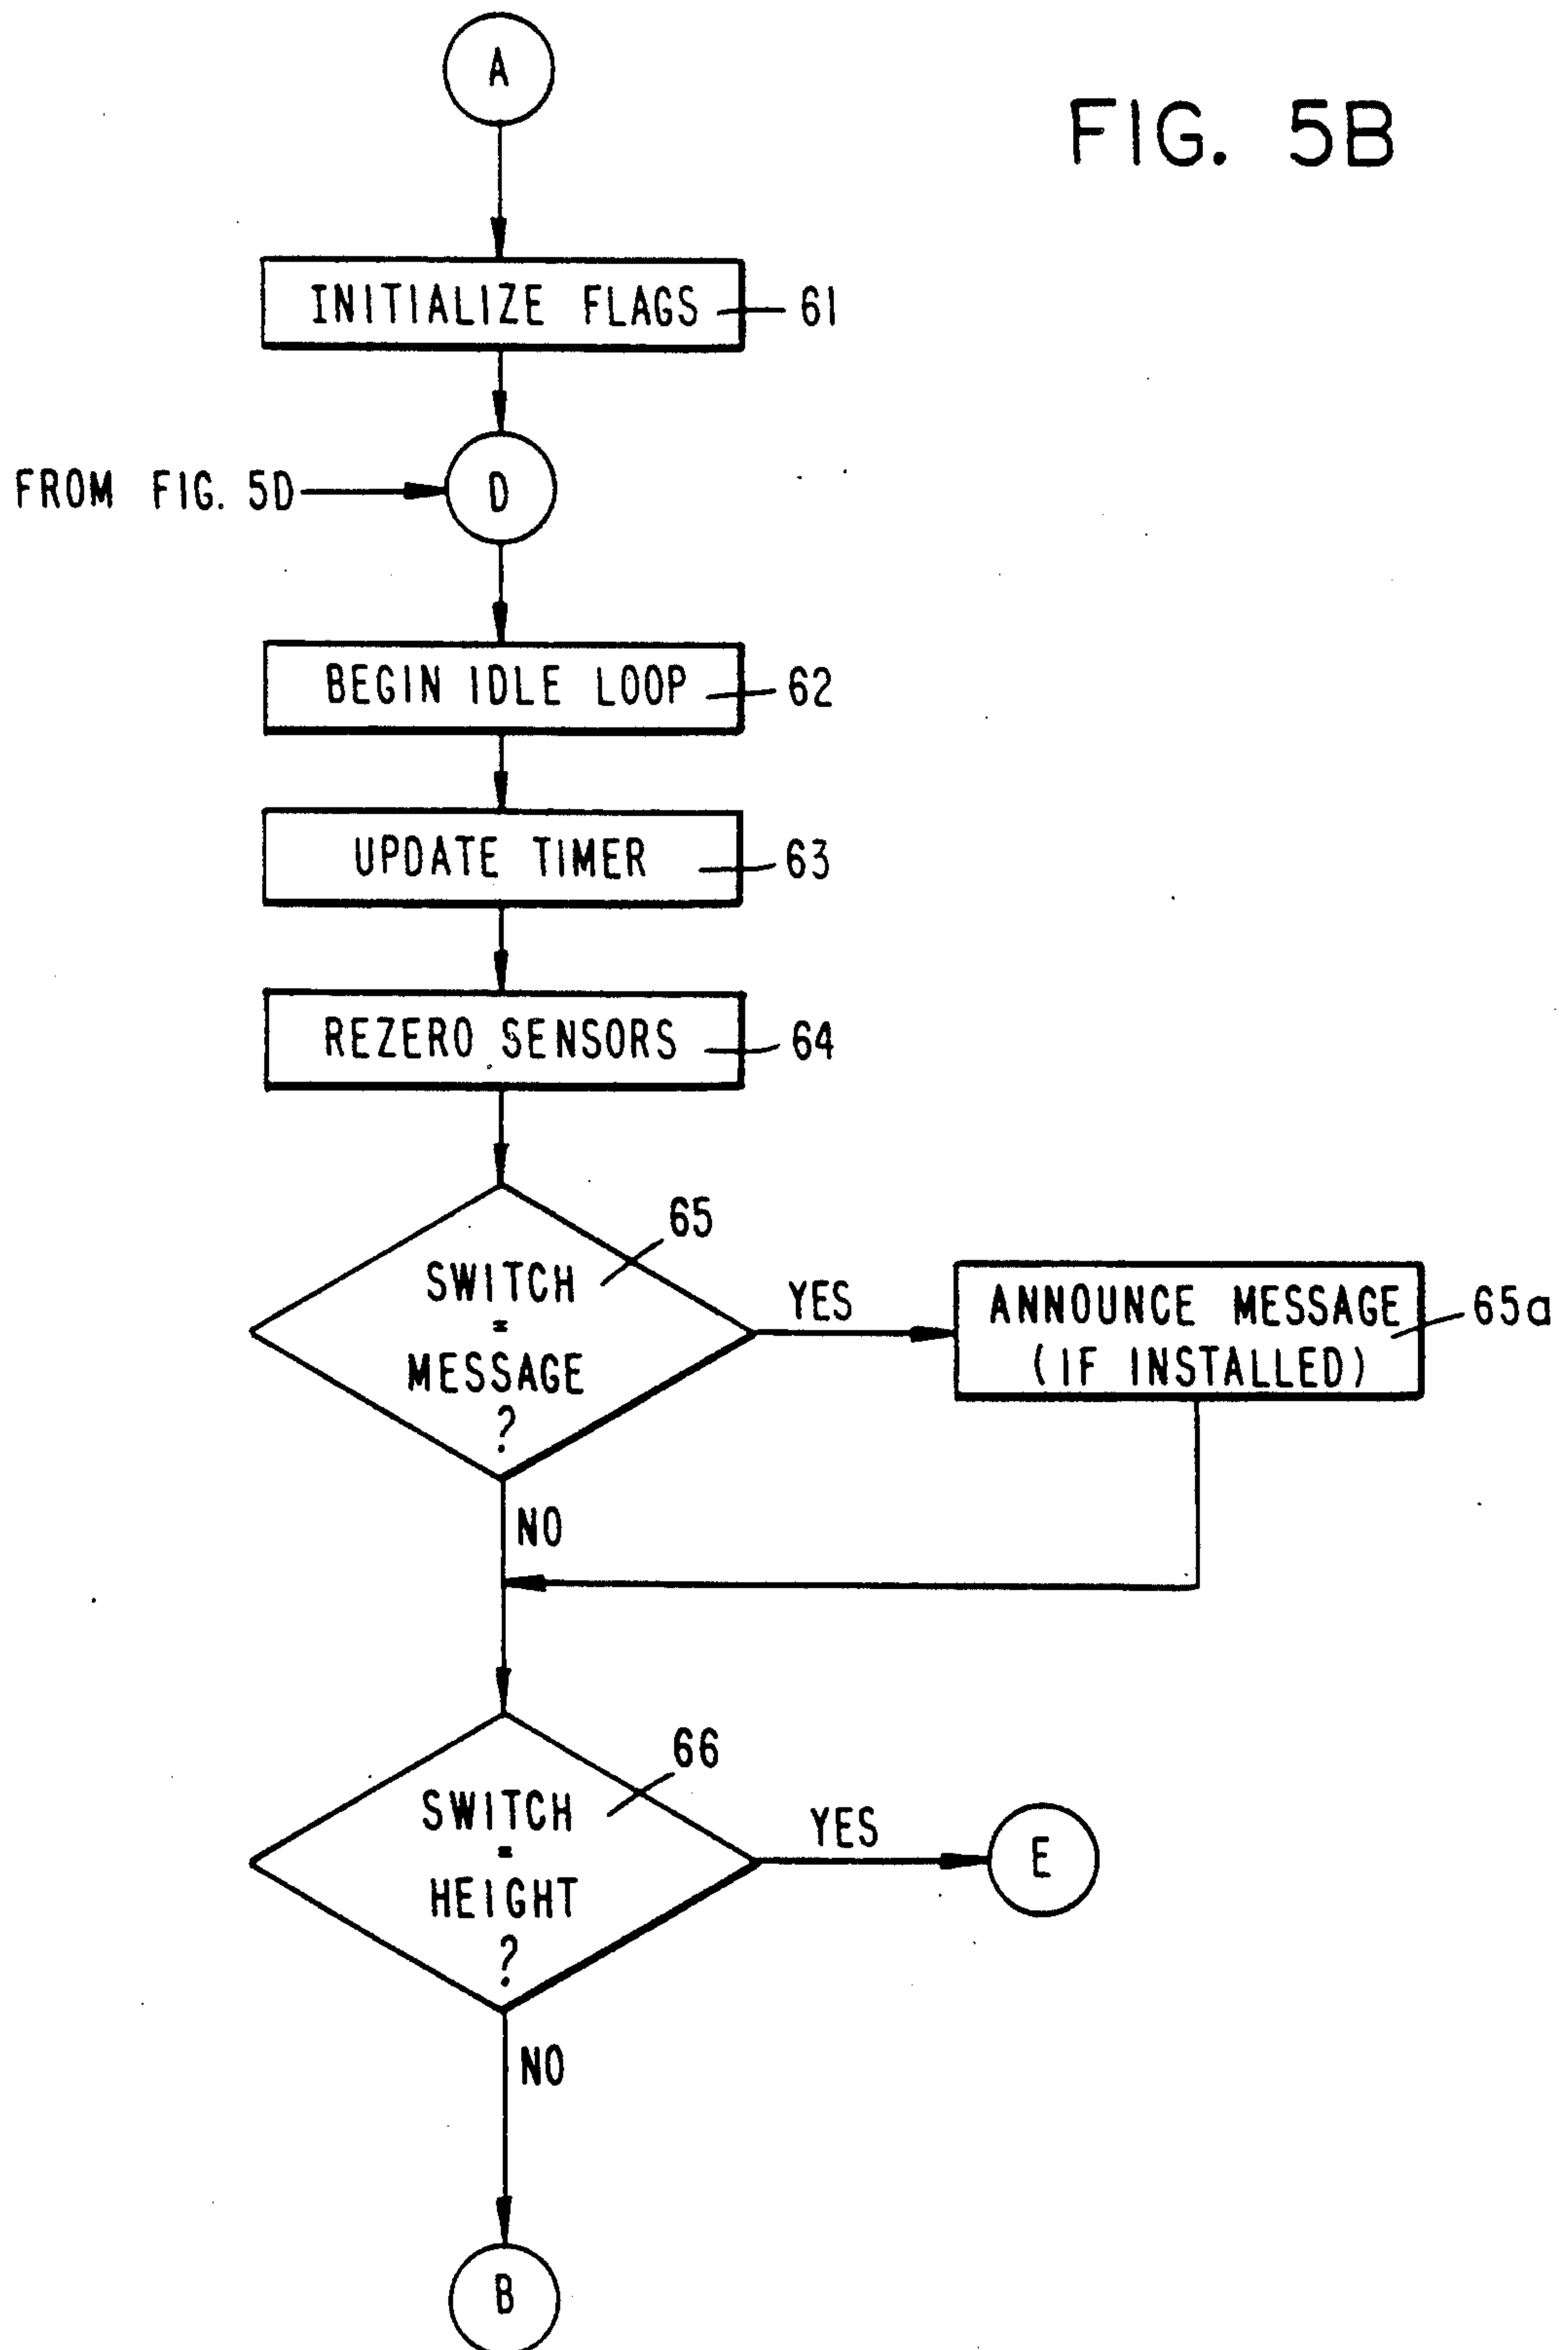 A
FIG. 5B
INITIALIZE FLAGS
61
FROM FIG. 5D
D
BEGIN IDLE LOOP
62
UPDATE TIMER
63
REZERO SENSORS
64
65
SWITCH
=
MESSAGE
?
YES
ANNOUNCE MESSAGE
(IF INSTALLED)
65a
NO
66
SWITCH
=
HEIGHT
?
YES
E
NO
B